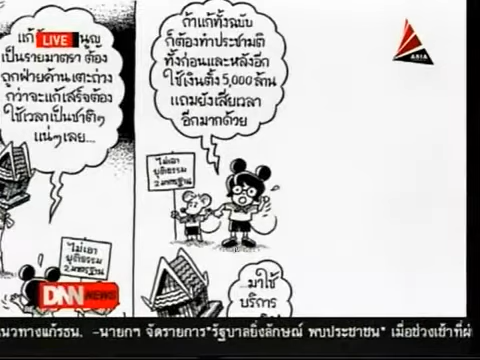 LIVE
แก้
นูญ
เป็นรายมาตรา ต้อง
ถูกฝ่ายค้านเตะถ่วง
กว่าจะแก้เสร็จต้อง
ใช้เวลาเป็นชาติๆ
แน่ๆเลย...
ถ้าแก้ทั้งฉบับ
ก็ต้องทำประชามติ
ทั้งก่อนและหลังอีก
ใช้เงินตั้ง 5,000 ล้าน
แถมยังเสียเวลา
อีกมากด้วย
ASIA
ไม่เอา
ยุติธรรม
2 มาตรฐาน
ไม่เอา
ยุติธรรม
2 มาตรฐาน
...มาใช้
บริการ
DNN NEWS
แนวทางแก้รธน. -นายกฯ จัดรายการ"รัฐบาลยิ่งลักษณ์ พบประชาชน" เมื่อช่วงเช้าที่ผ่